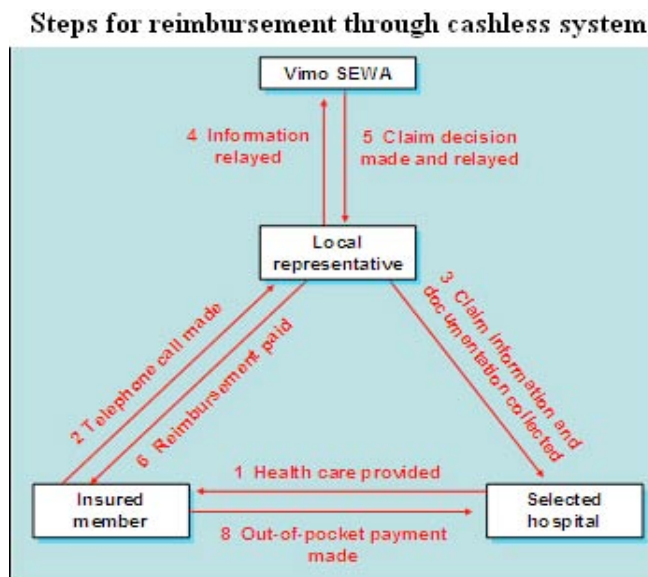 Steps for reimbursement through cashless system
Vimo SEWA
4 Information
relayed
5 Claim decision
made and relayed
Local
representative
2 Telephone call made
6 Reimbursement paid
3 Claim information and
documentation collected
1 Health care provided
Insured
member
Selected
hospital
8 Out-of-pocket payment
made